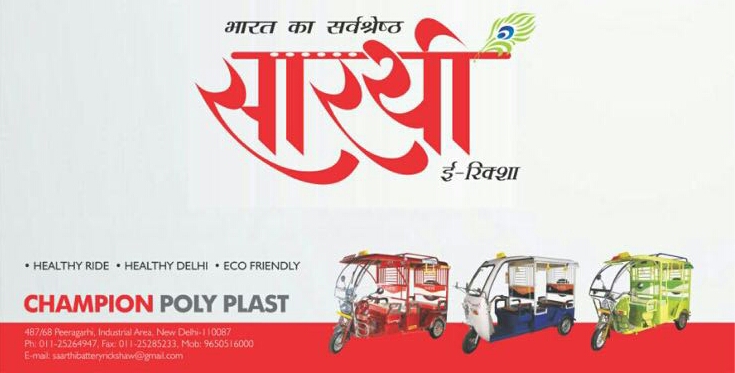 भारत का सर्वश्रेष्ठ
सारथी
ई-रिक्शा
• HEALTHY RIDE • HEALTHY DELHI • ECO FRIENDLY
CHAMPION POLY PLAST
487/68 Peeragarhi, Industrial Area, New Delhi-110087
Ph: 011-25264947, Fax: 011-25285233, Mob: 9650516000
E-mail: saarthibatteryrickshaw@gmail.com